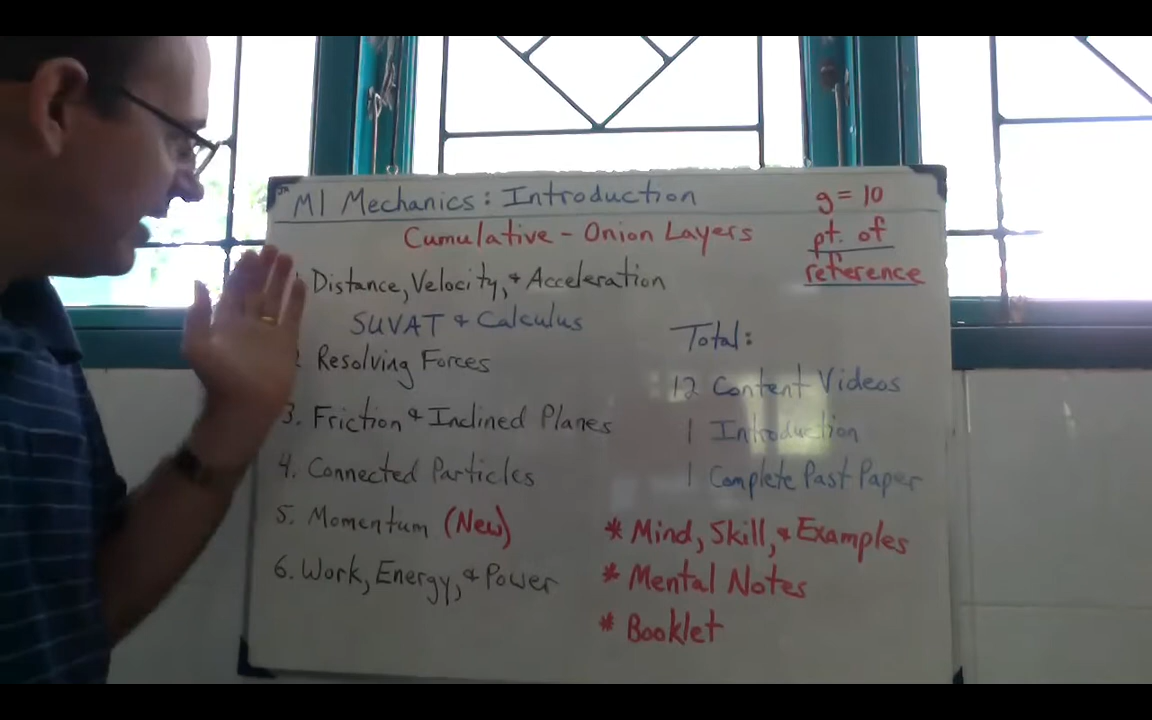 M1 Mechanics: Introduction
Cumulative - Onion Layers
g = 10
pt. of
reference
Distance, Velocity, & Acceleration
SUVAT & Calculus
Resolving Forces
3. Friction & Inclined Planes
4. Connected Particles
5. Momentum (New)
6. Work, Energy, & Power
Total:
12 Content Videos
1 Introduction
1 Complete Past Paper
* Mind, Skill, & Examples
* Mental Notes
* Booklet